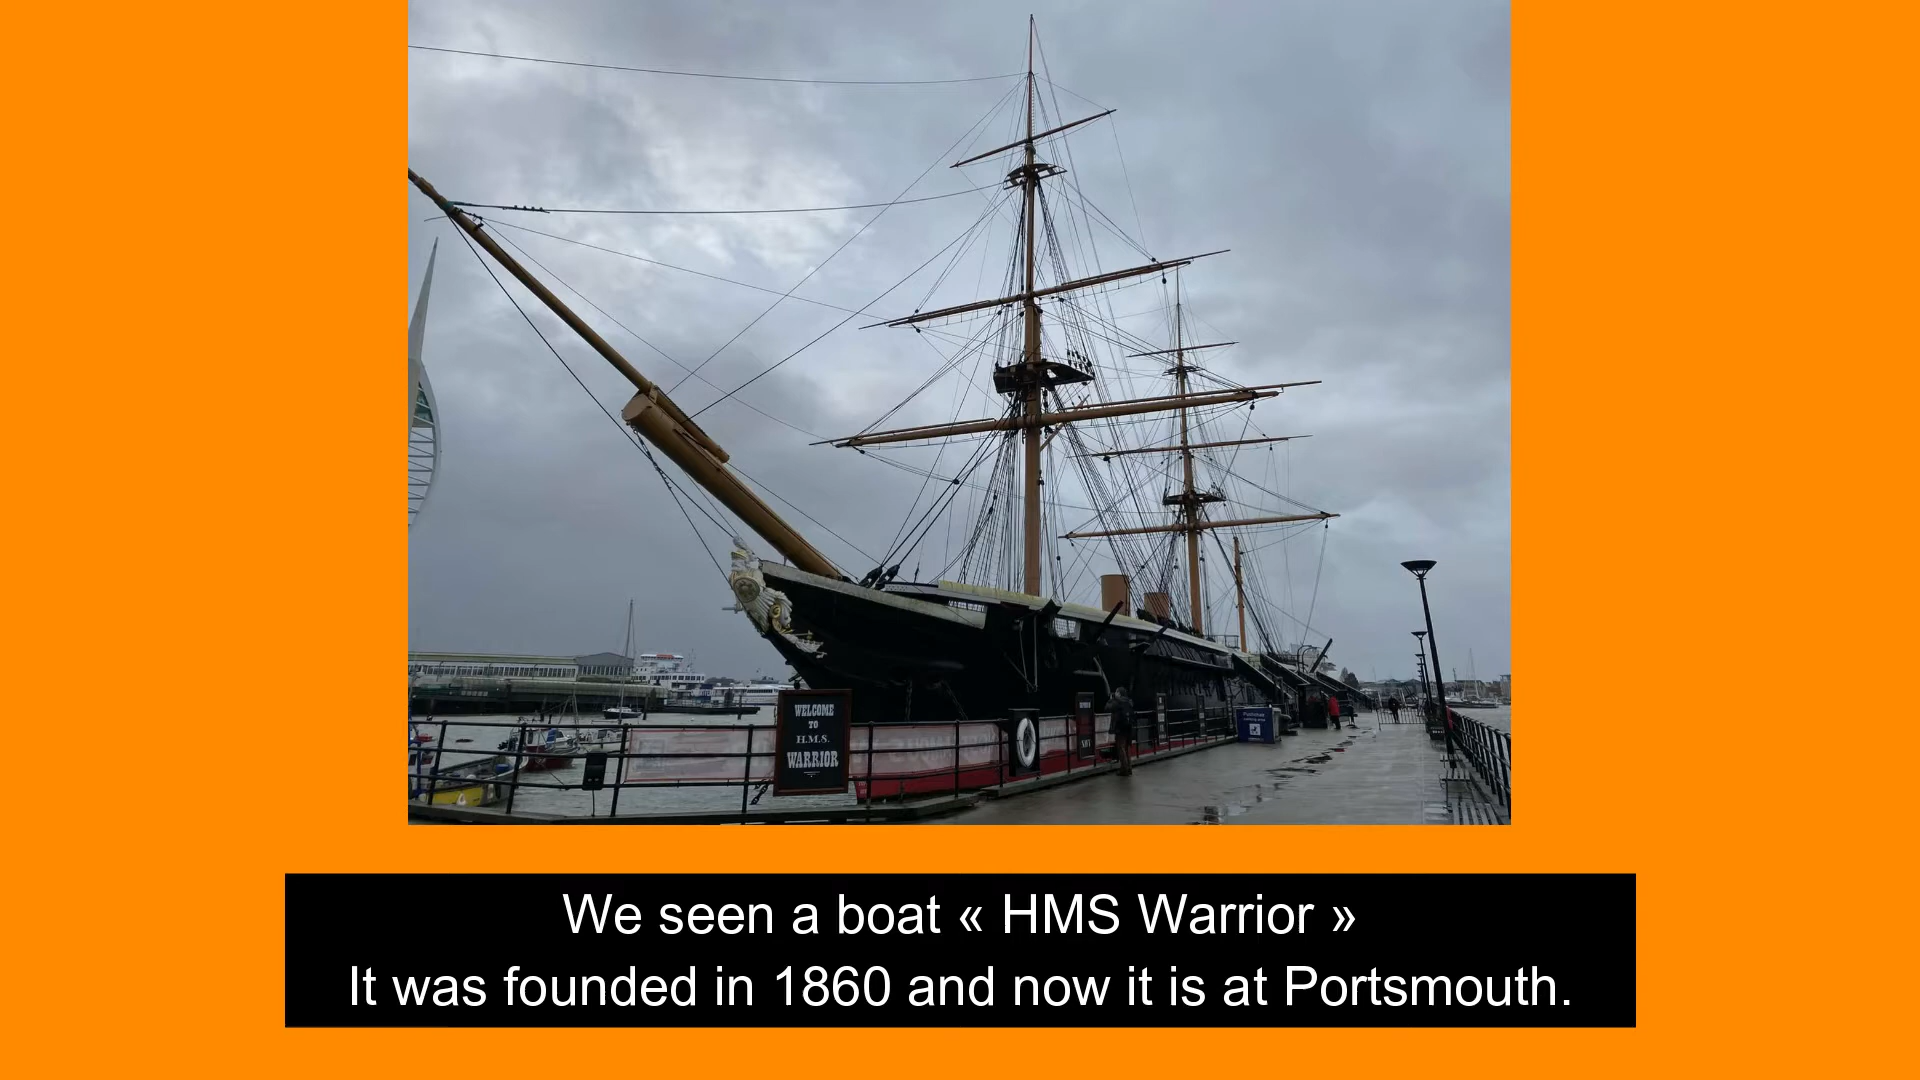 WELCOME
TO
H.M.S.
WARRIOR
We seen a boat « HMS Warrior »
It was founded in 1860 and now it is at Portsmouth.